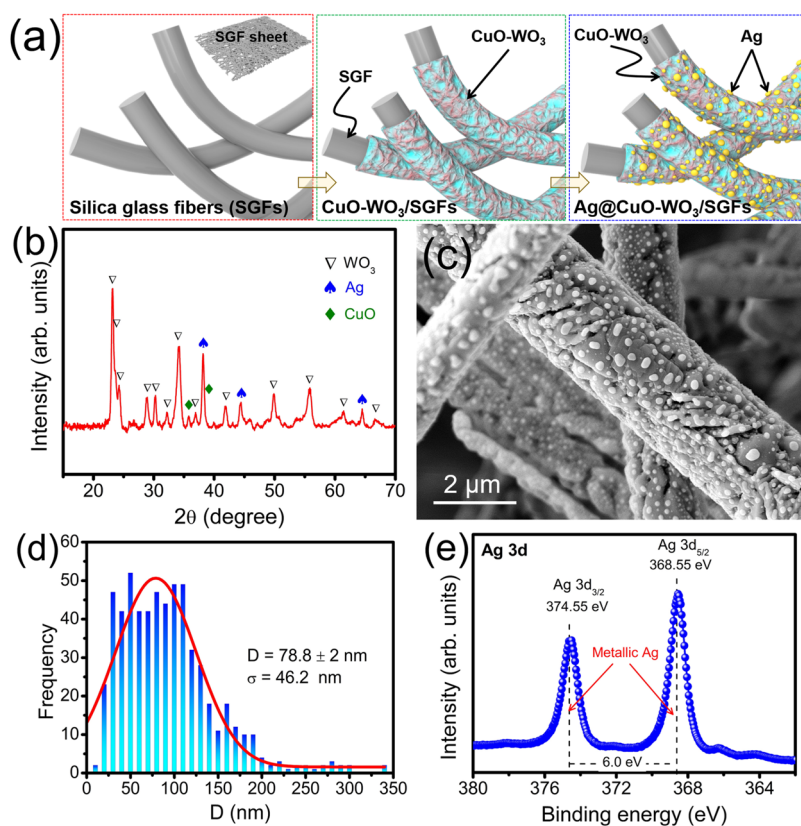 (a)
SGF sheet
Silica glass fibers (SGFs)
SGF
CuO-WO₃
CuO-WO₃/SGFs
CuO-WO₃
Ag
Ag@CuO-WO₃/SGFs
(b)
Intensity (arb. units)
▽ WO₃
♠ Ag
◆ CuO
20 30 40 50 60 70
2θ (degree)
(c)
2 μm
(d)
Frequency
60
50
40
30
20
10
0
D = 78.8 ± 2 nm
σ = 46.2 nm
0 50 100 150 200 250 300 350
D (nm)
(e)
Ag 3d
Intensity (arb. units)
Ag 3d₃/₂
374.55 eV
Ag 3d₅/₂
368.55 eV
Metallic Ag
6.0 eV
380 376 372 368 364
Binding energy (eV)